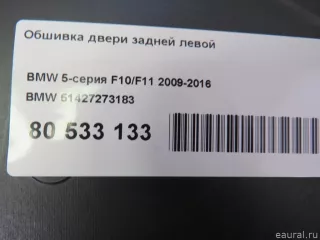 Обшивка двери задней левой
BMW 5-серия F10/F11 2009-2016
BMW 51427273183
80 533 133
eaural.ru